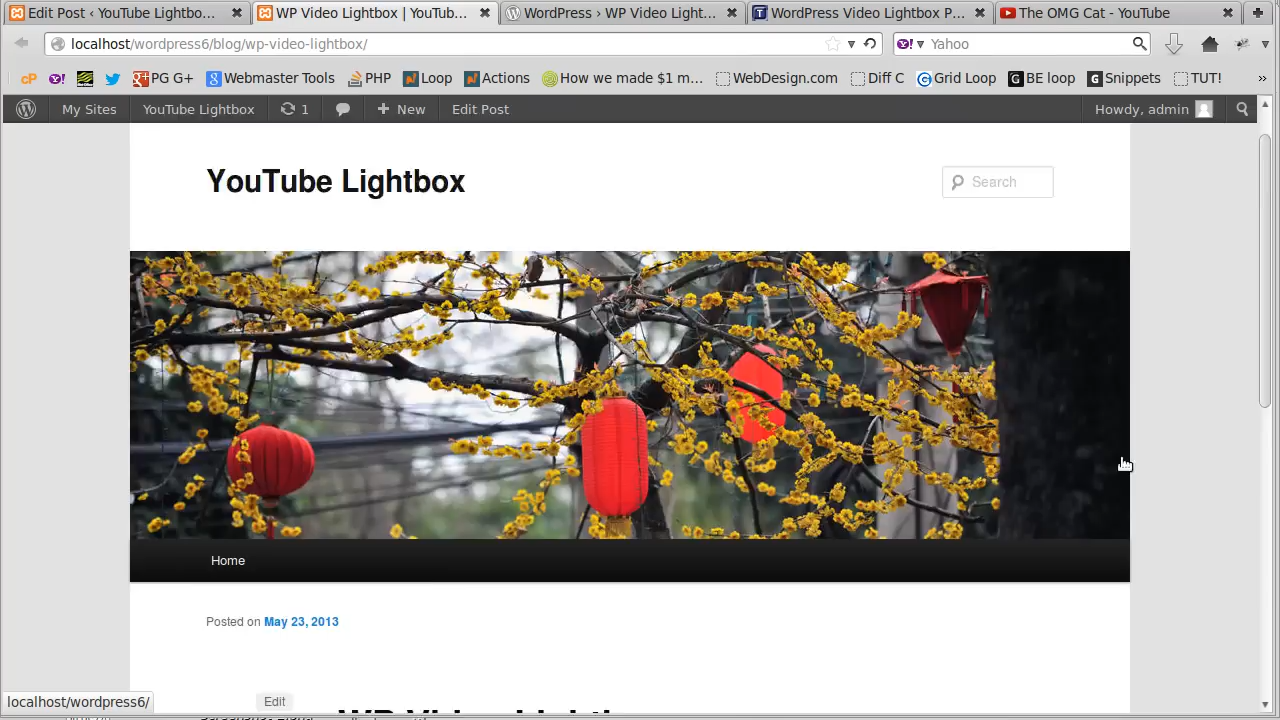 Edit Post ‹ YouTube Lightbo... WP Video Lightbox | YouTub... WordPress › WP Video Light... WordPress Video Lightbox P... The OMG Cat - YouTube
localhost/wordpress6/blog/wp-video-lightbox/ Yahoo
cP PG G+ Webmaster Tools PHP Loop Actions How we made $1 m... WebDesign.com Diff C Grid Loop BE loop Snippets TUT! »
My Sites YouTube Lightbox 1 + New Edit Post Howdy, admin
YouTube Lightbox Search
Home
Posted on May 23, 2013
localhost/wordpress6/ Edit
WP Video